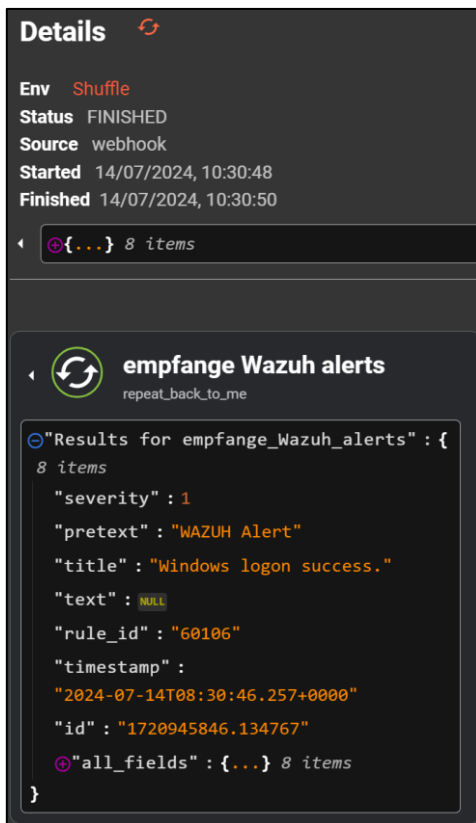 Details
Env Shuffle
Status FINISHED
Source webhook
Started 14/07/2024, 10:30:48
Finished 14/07/2024, 10:30:50
{...} 8 items
empfange Wazuh alerts
repeat_back_to_me
"Results for empfange_Wazuh_alerts" : {
8 items
"severity" : 1
"pretext" : "WAZUH Alert"
"title" : "Windows logon success."
"text" : NULL
"rule_id" : "60106"
"timestamp" :
"2024-07-14T08:30:46.257+0000"
"id" : "1720945846.134767"
"all_fields" : {...} 8 items
}